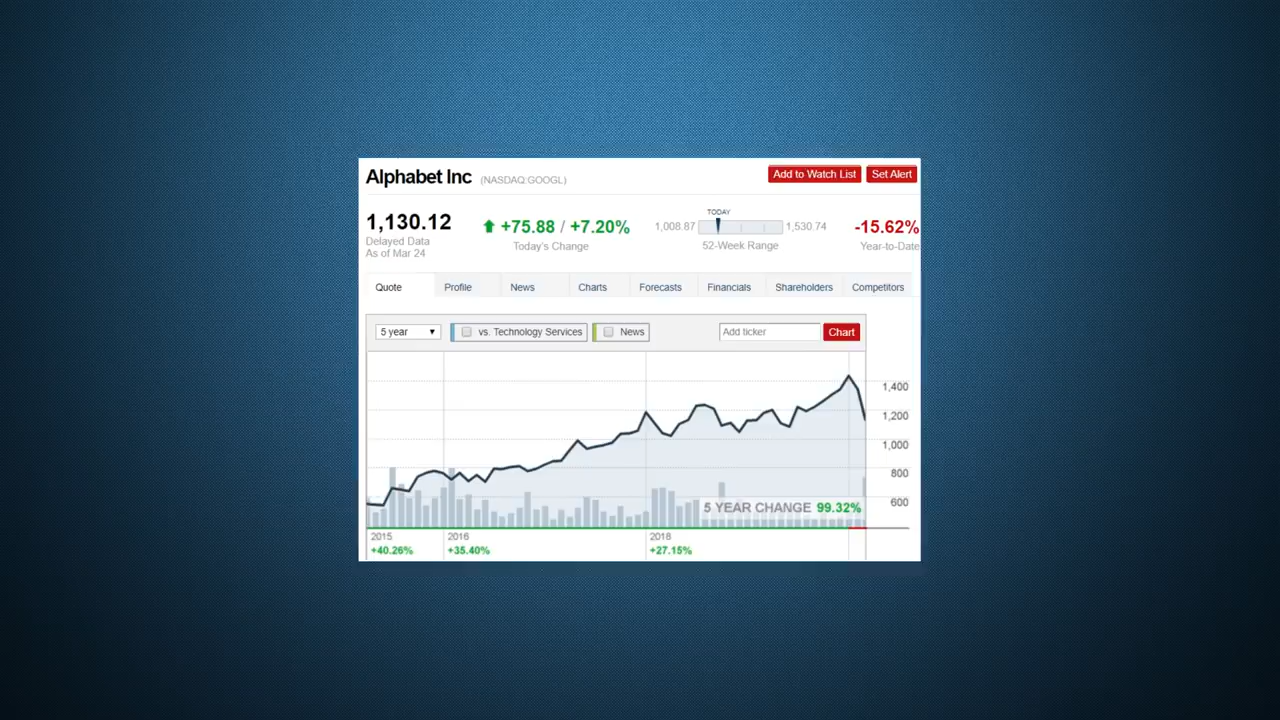 Alphabet Inc (NASDAQ:GOOGL)
Add to Watch List Set Alert
1,130.12
Delayed Data
As of Mar 24
+75.88 / +7.20%
Today's Change
TODAY
1,008.87 1,530.74
52-Week Range
-15.62%
Year-to-Date
Quote Profile News Charts Forecasts Financials Shareholders Competitors
5 year vs. Technology Services News Add ticker Chart
1,400
1,200
1,000
800
600
5 YEAR CHANGE 99.32%
2015 2016 2018
+40.26% +35.40% +27.15%